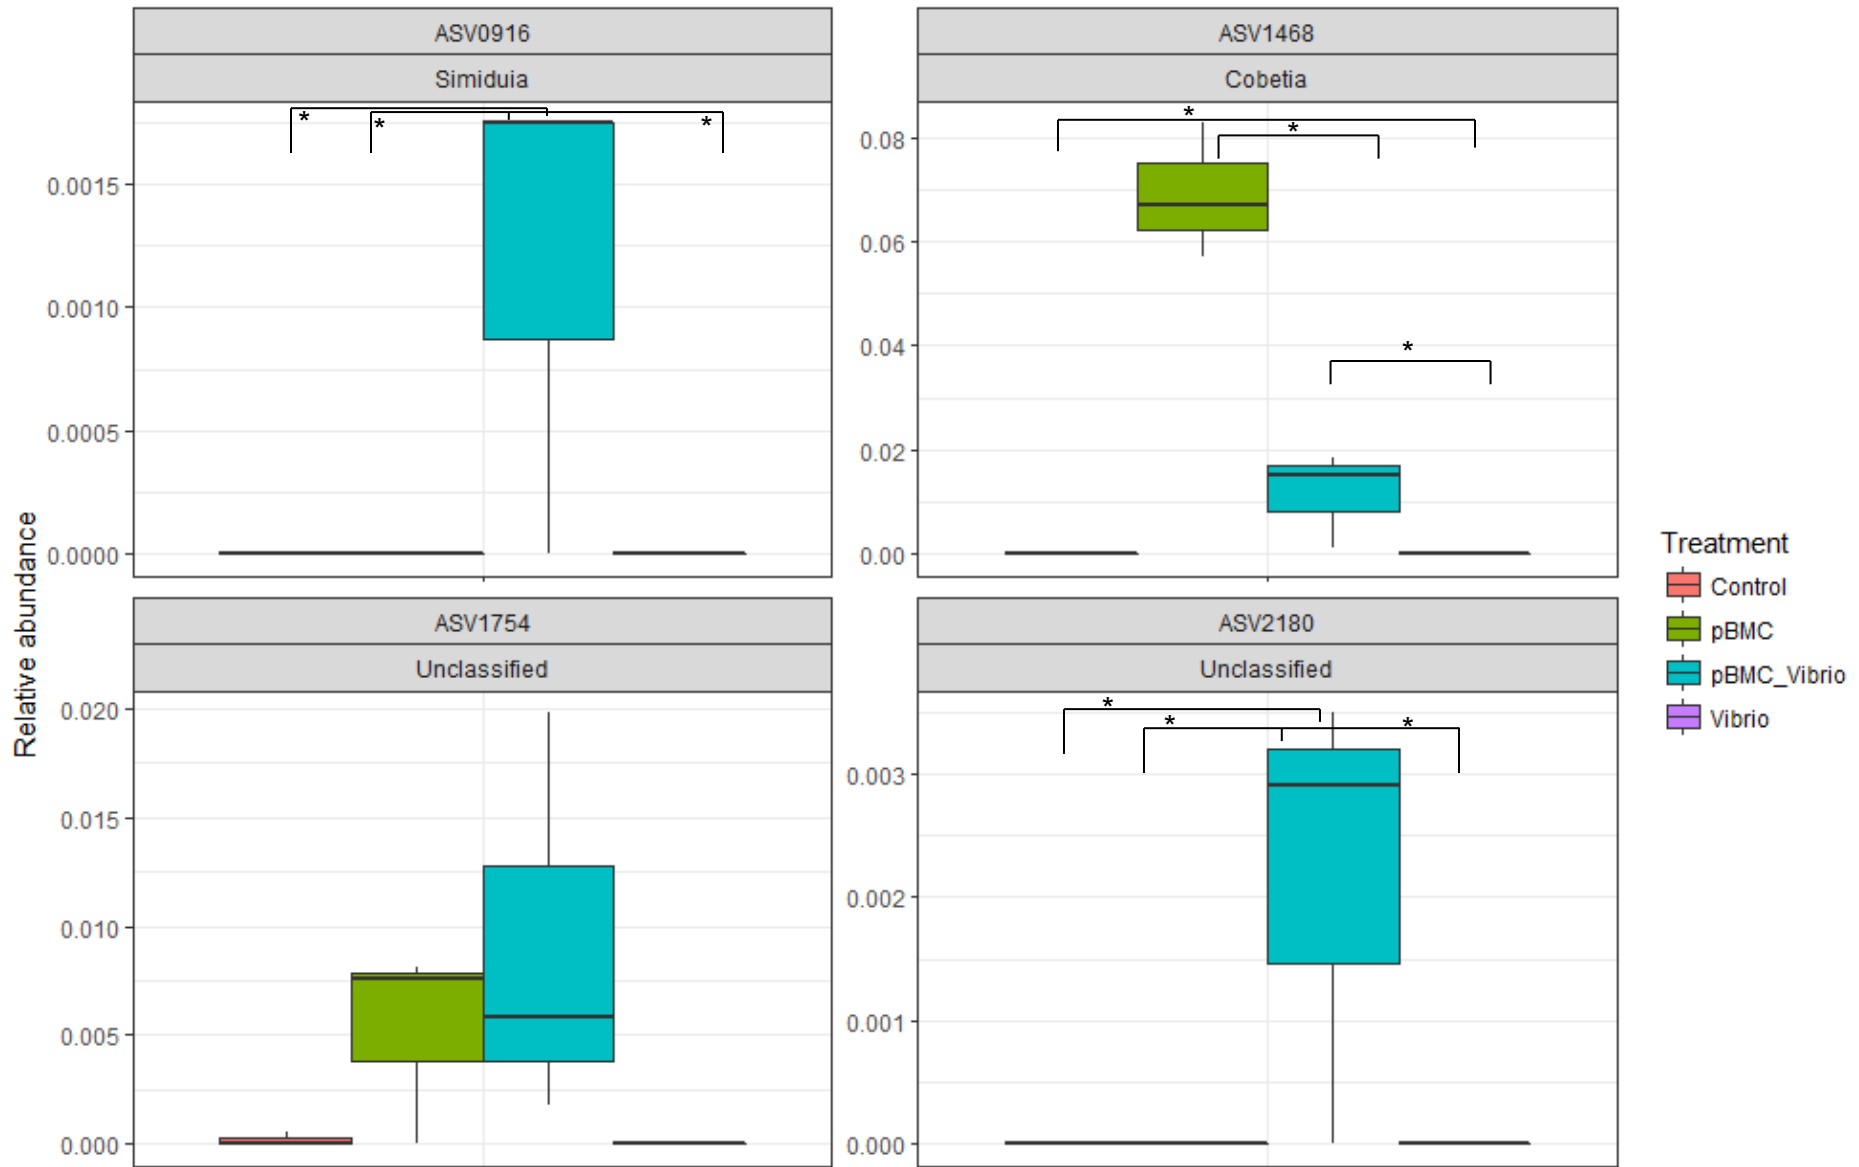 ASV0916
Simiduia
* * *
0.0015
0.0010
0.0005
0.0000
ASV1468
Cobetia
*
*
*
0.08
0.06
0.04
0.02
0.00
ASV1754
Unclassified
0.020
0.015
0.010
0.005
0.000
ASV2180
Unclassified
*
* *
0.003
0.002
0.001
0.000
Relative abundance
Treatment
Control
pBMC
pBMC_Vibrio
Vibrio